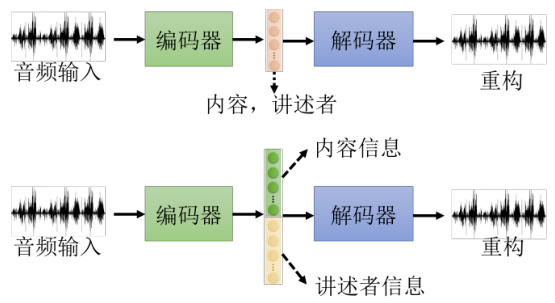 编码器
解码器
音频输入
重构
内容，讲述者
内容信息
编码器
解码器
音频输入
重构
讲述者信息